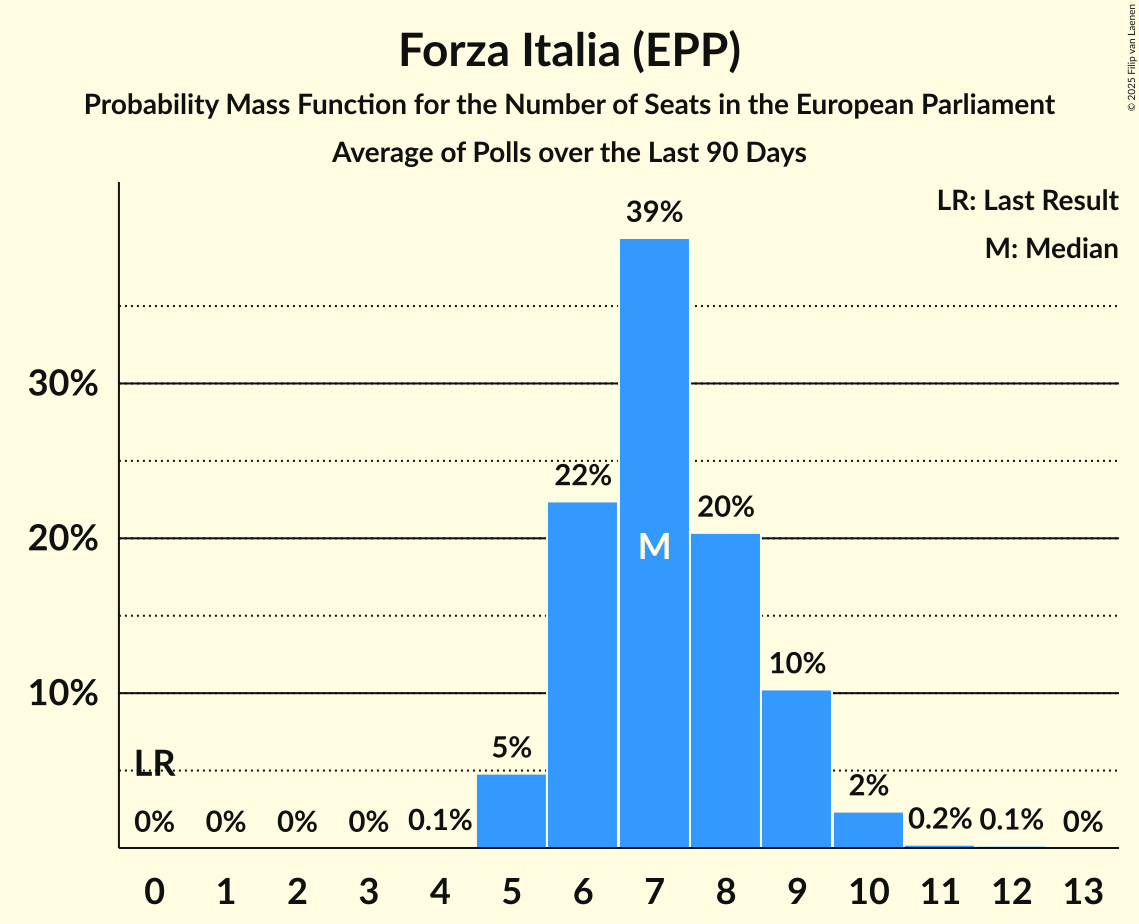 Forza Italia (EPP)
Probability Mass Function for the Number of Seats in the European Parliament
Average of Polls over the Last 90 Days
© 2025 Filip van Laenen
LR: Last Result
M: Median
39%
30%
22%
20%
20%
M
10%
10%
5%
LR
2%
0% 0% 0% 0% 0.1% 0.2% 0.1% 0%
0 1 2 3 4 5 6 7 8 9 10 11 12 13